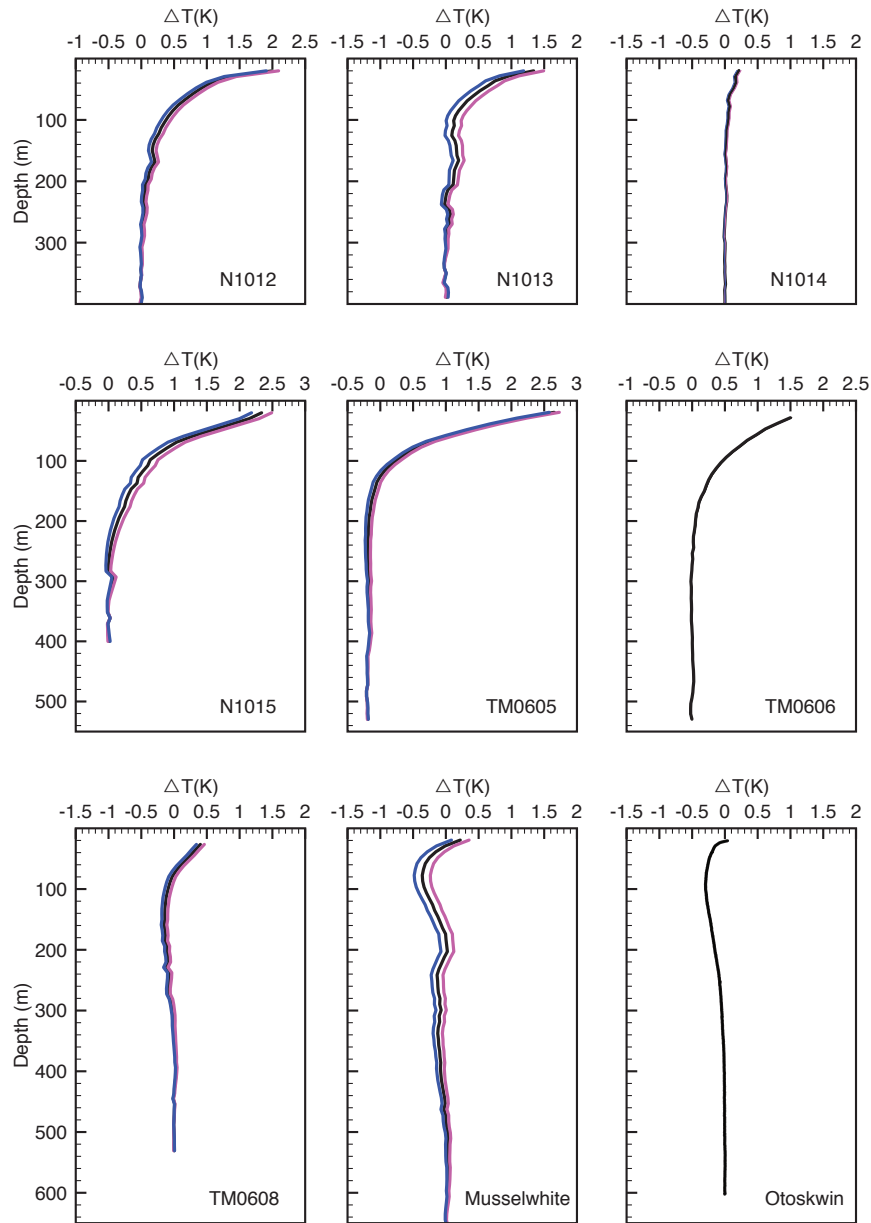 △T(K) △T(K) △T(K)
-1 -0.5 0 0.5 1 1.5 2 2.5 -1.5 -1 -0.5 0 0.5 1 1.5 2 -1.5 -1 -0.5 0 0.5 1 1.5 2
Depth (m)
100
200
300
N1012 N1013 N1014
△T(K) △T(K) △T(K)
-0.5 0 0.5 1 1.5 2 2.5 3 -0.5 0 0.5 1 1.5 2 2.5 3 -1 -0.5 0 0.5 1 1.5 2 2.5
Depth (m)
100
200
300
400
500
N1015 TM0605 TM0606
△T(K) △T(K) △T(K)
-1.5 -1 -0.5 0 0.5 1 1.5 2 -1.5 -1 -0.5 0 0.5 1 1.5 2 -1.5 -1 -0.5 0 0.5 1 1.5 2
Depth (m)
100
200
300
400
500
600
TM0608 Musselwhite Otoskwin